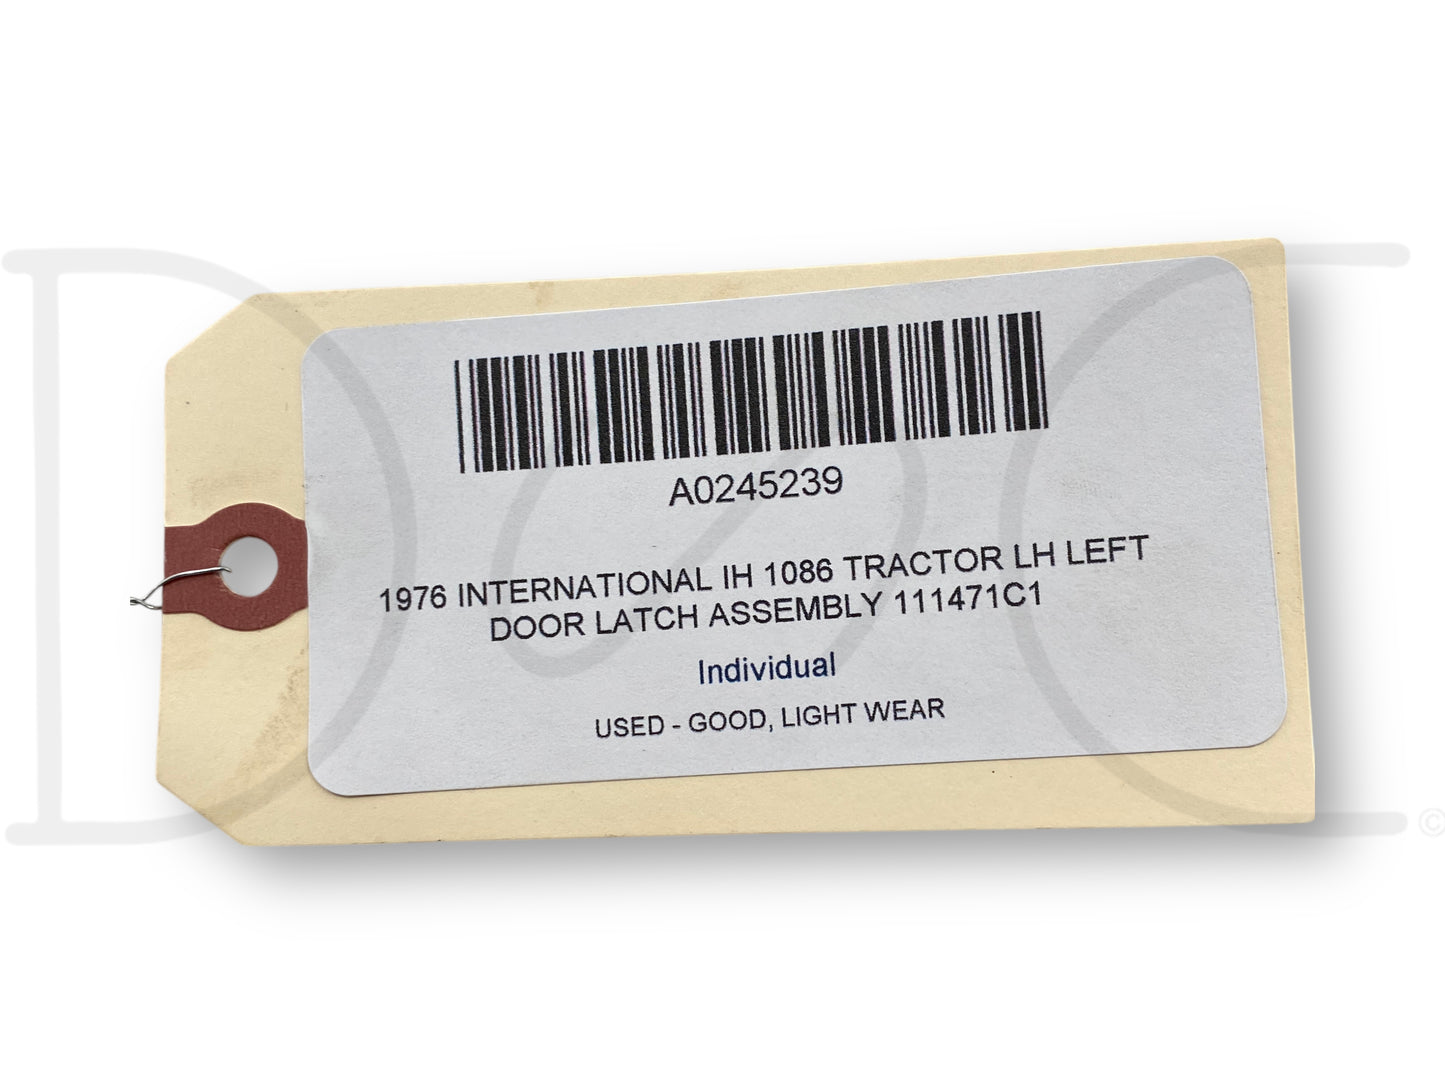 A0245239
1976 INTERNATIONAL IH 1086 TRACTOR LH LEFT
DOOR LATCH ASSEMBLY 111471C1
Individual
USED - GOOD, LIGHT WEAR
©